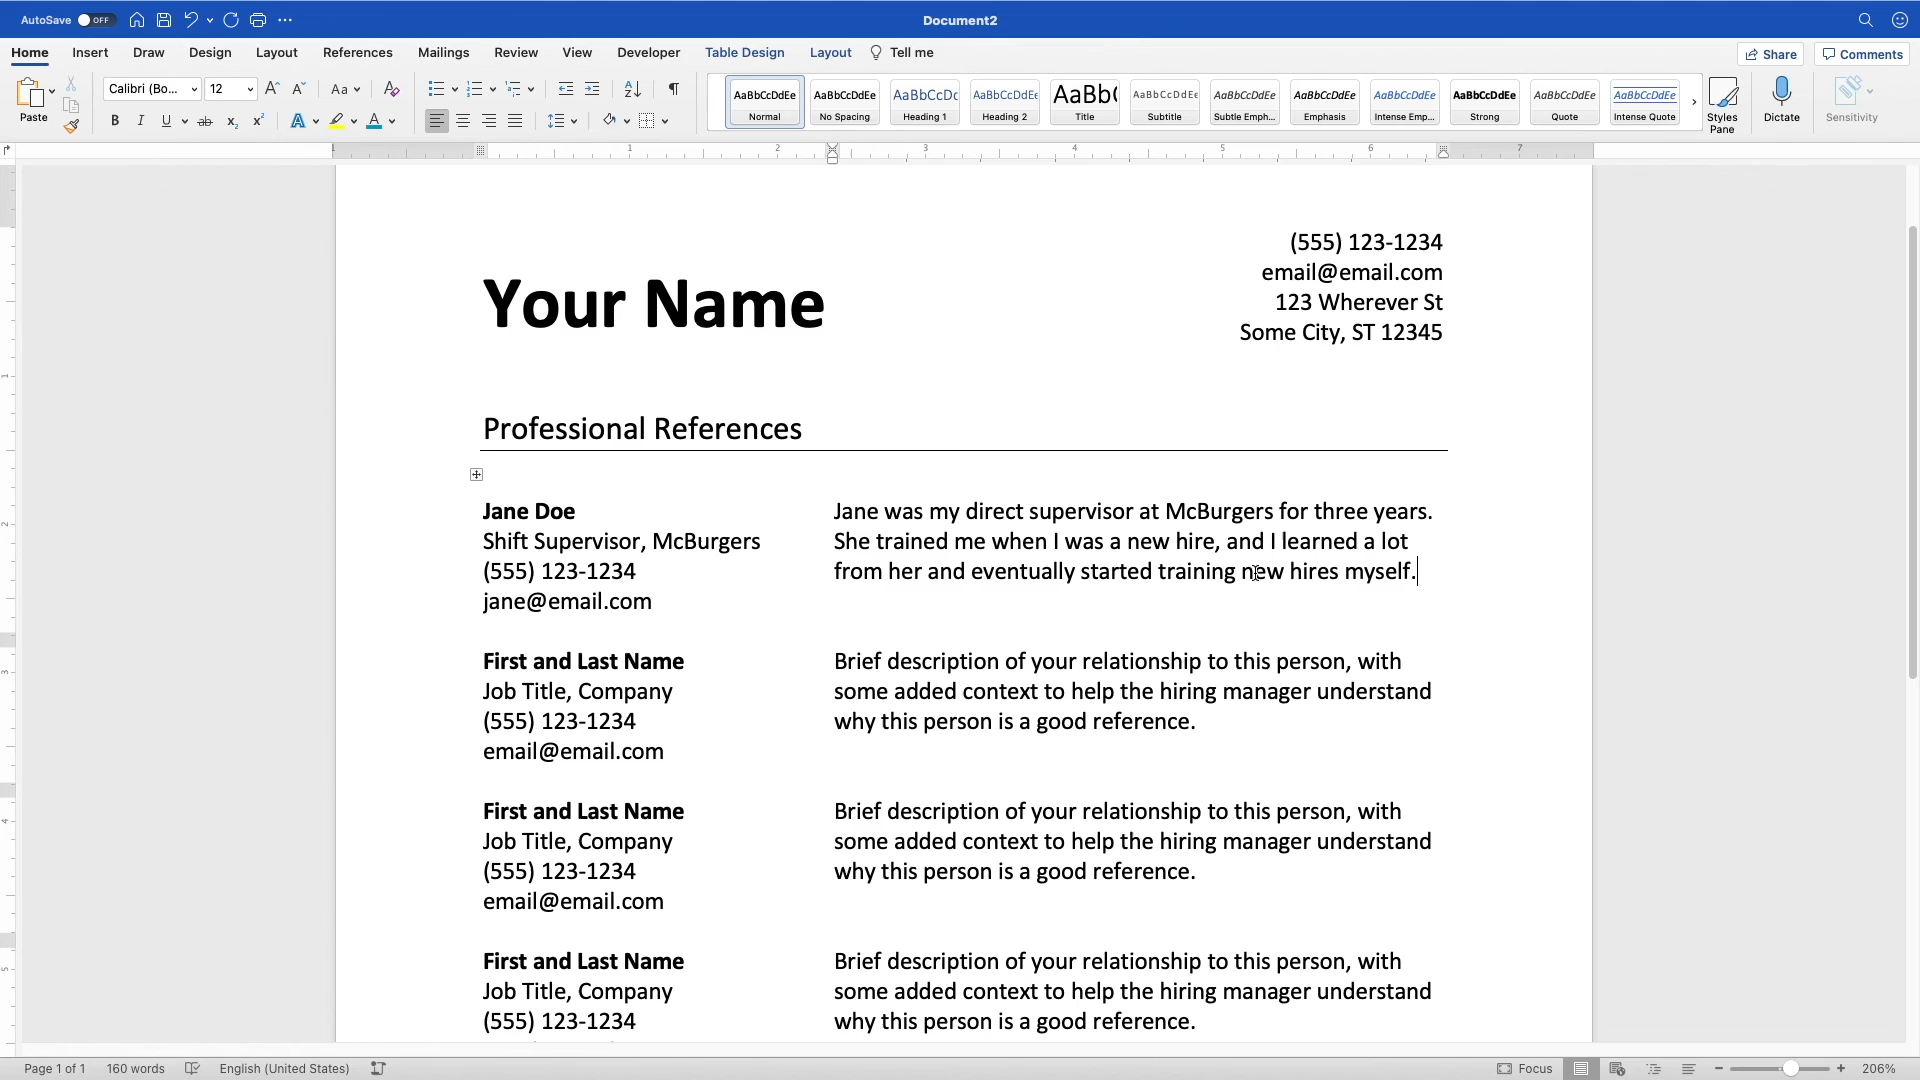 AutoSave OFF Document2
Home Insert Draw Design Layout References Mailings Review View Developer Table Design Layout Tell me Share Comments
Calibri (Bo... 12 Aa
AaBbCcDdEe AaBbCcDdEe AaBbCcDc AaBbCcDdEe AaBb( AaBbCcDdEe AaBbCcDdEe AaBbCcDdEe AaBbCcDdEe AaBbCcDdEe AaBbCcDdEe AaBbCcDdEe
Paste Normal No Spacing Heading 1 Heading 2 Title Subtitle Subtle Emph... Emphasis Intense Emp... Strong Quote Intense Quote Styles Pane Dictate Sensitivity
1 1 2 3 4 5 6 7
(555) 123-1234
email@email.com
Your Name
123 Wherever St
Some City, ST 12345
Professional References
Jane Doe
Shift Supervisor, McBurgers
(555) 123-1234
jane@email.com
Jane was my direct supervisor at McBurgers for three years.
She trained me when I was a new hire, and I learned a lot
from her and eventually started training new hires myself.
First and Last Name
Job Title, Company
(555) 123-1234
email@email.com
Brief description of your relationship to this person, with
some added context to help the hiring manager understand
why this person is a good reference.
First and Last Name
Job Title, Company
(555) 123-1234
email@email.com
Brief description of your relationship to this person, with
some added context to help the hiring manager understand
why this person is a good reference.
First and Last Name
Job Title, Company
(555) 123-1234
Brief description of your relationship to this person, with
some added context to help the hiring manager understand
why this person is a good reference.
Page 1 of 1 160 words English (United States) Focus 206%